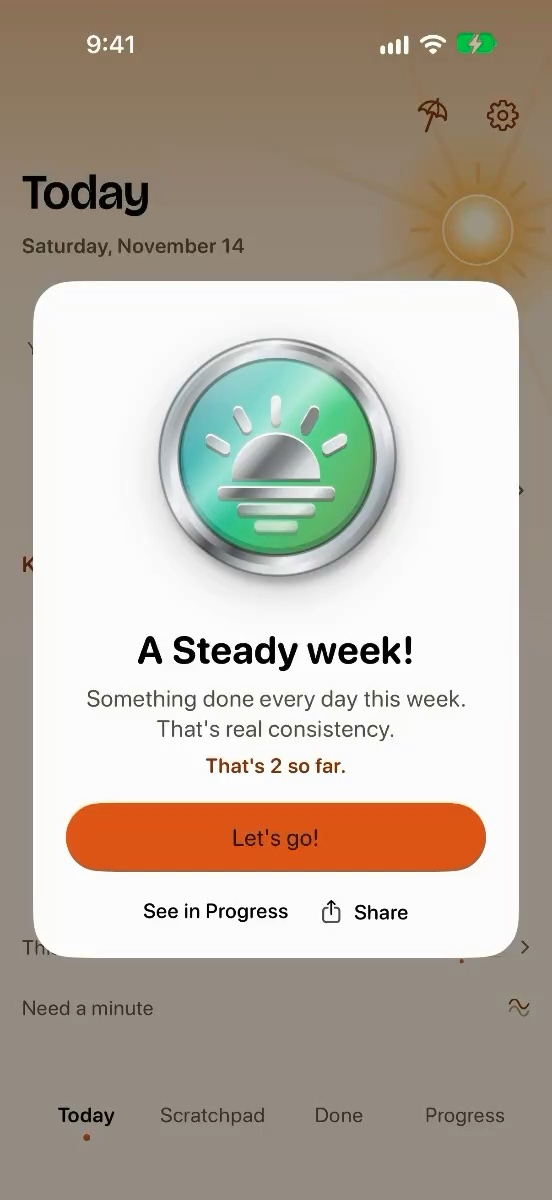 9:41
Today
Saturday, November 14
A Steady week!
Something done every day this week.
That's real consistency.
That's 2 so far.
Let's go!
See in Progress
Share
Need a minute
Today
Scratchpad
Done
Progress